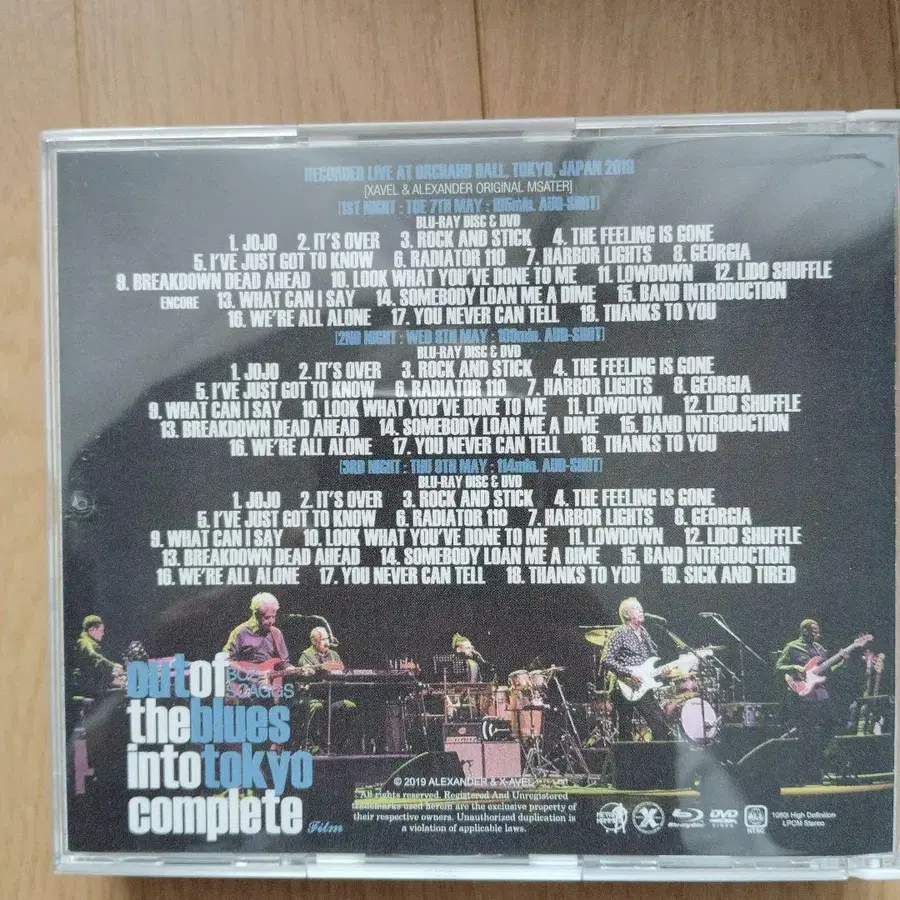 RECORDED LIVE AT ORCHARD HALL, TOKYO, JAPAN 2019
[XAVEL & ALEXANDER ORIGINAL MSATER]
[1ST NIGHT : TUE 7TH MAY : 105min. AUD-SHOT]
BLU-RAY DISC & DVD
1. JOJO 2. IT'S OVER 3. ROCK AND STICK 4. THE FEELING IS GONE
5. I'VE JUST GOT TO KNOW 6. RADIATOR 110 7. HARBOR LIGHTS 8. GEORGIA
9. BREAKDOWN DEAD AHEAD 10. LOOK WHAT YOU'VE DONE TO ME 11. LOWDOWN 12. LIDO SHUFFLE
ENCORE 13. WHAT CAN I SAY 14. SOMEBODY LOAN ME A DIME 15. BAND INTRODUCTION
16. WE'RE ALL ALONE 17. YOU NEVER CAN TELL 18. THANKS TO YOU
[2ND NIGHT : WED 8TH MAY : AUD-SHOT]
BLU-RAY DISC & DVD
1. JOJO 2. IT'S OVER 3. ROCK AND STICK 4. THE FEELING IS GONE
5. I'VE JUST GOT TO KNOW 6. RADIATOR 110 7. HARBOR LIGHTS 8. GEORGIA
9. WHAT CAN I SAY 10. LOOK WHAT YOU'VE DONE TO ME 11. LOWDOWN 12. LIDO SHUFFLE
13. BREAKDOWN DEAD AHEAD 14. SOMEBODY LOAN ME A DIME 15. BAND INTRODUCTION
16. WE'RE ALL ALONE 17. YOU NEVER CAN TELL 18. THANKS TO YOU
[3RD NIGHT : THU 9TH MAY : 114min. AUD-SHOT]
BLU-RAY DISC & DVD
1. JOJO 2. IT'S OVER 3. ROCK AND STICK 4. THE FEELING IS GONE
5. I'VE JUST GOT TO KNOW 6. RADIATOR 110 7. HARBOR LIGHTS 8. GEORGIA
9. WHAT CAN I SAY 10. LOOK WHAT YOU'VE DONE TO ME 11. LOWDOWN 12. LIDO SHUFFLE
13. BREAKDOWN DEAD AHEAD 14. SOMEBODY LOAN ME A DIME 15. BAND INTRODUCTION
16. WE'RE ALL ALONE 17. YOU NEVER CAN TELL 18. THANKS TO YOU 19. SICK AND TIRED
out of
BOZ SCAGGS
the blues
into tokyo
complete Film
© 2019 ALEXANDER & X-AVEL
All rights reserved. Registered And Unregistered
trademarks used herein are the exclusive property of
their respective owners. Unauthorized duplication is
a violation of applicable laws.
Blu-ray Disc
DVD VIDEO
ALL NTSC
1080i High Definition
LPCM Stereo